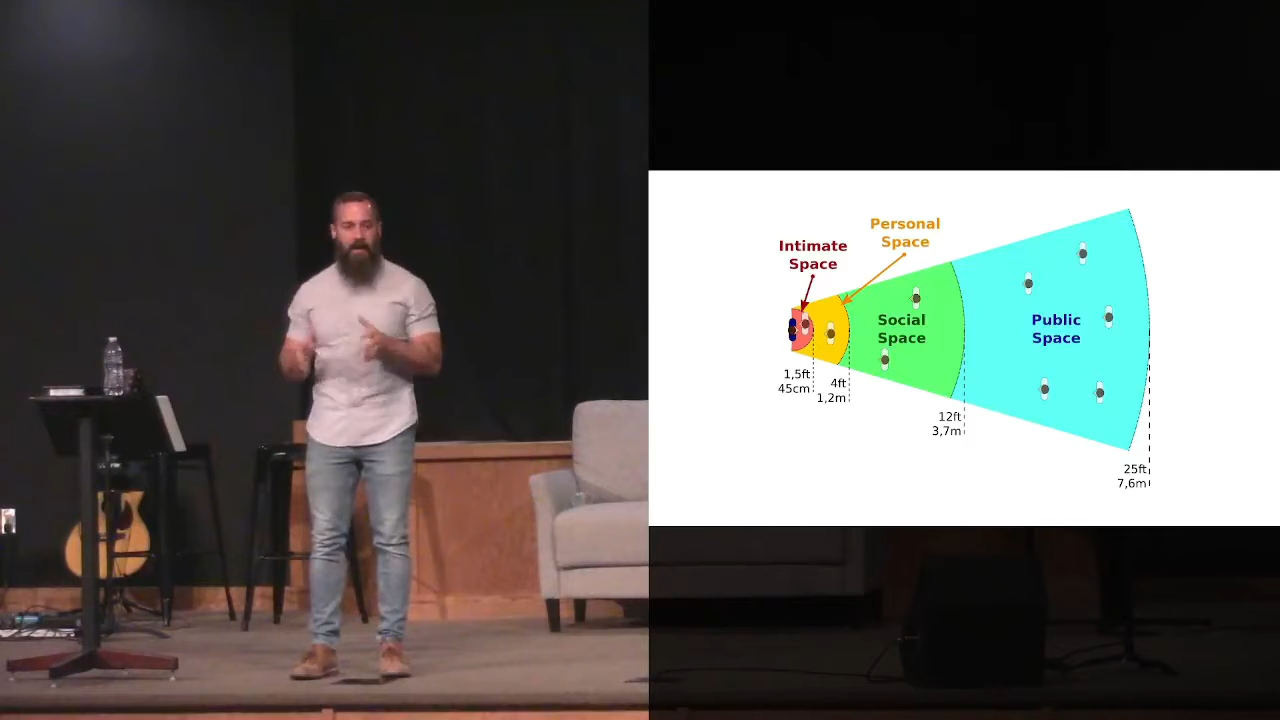 Personal
Space
Intimate
Space
Social
Space
Public
Space
1,5ft
45cm
4ft
1,2m
12ft
3,7m
25ft
7,6m